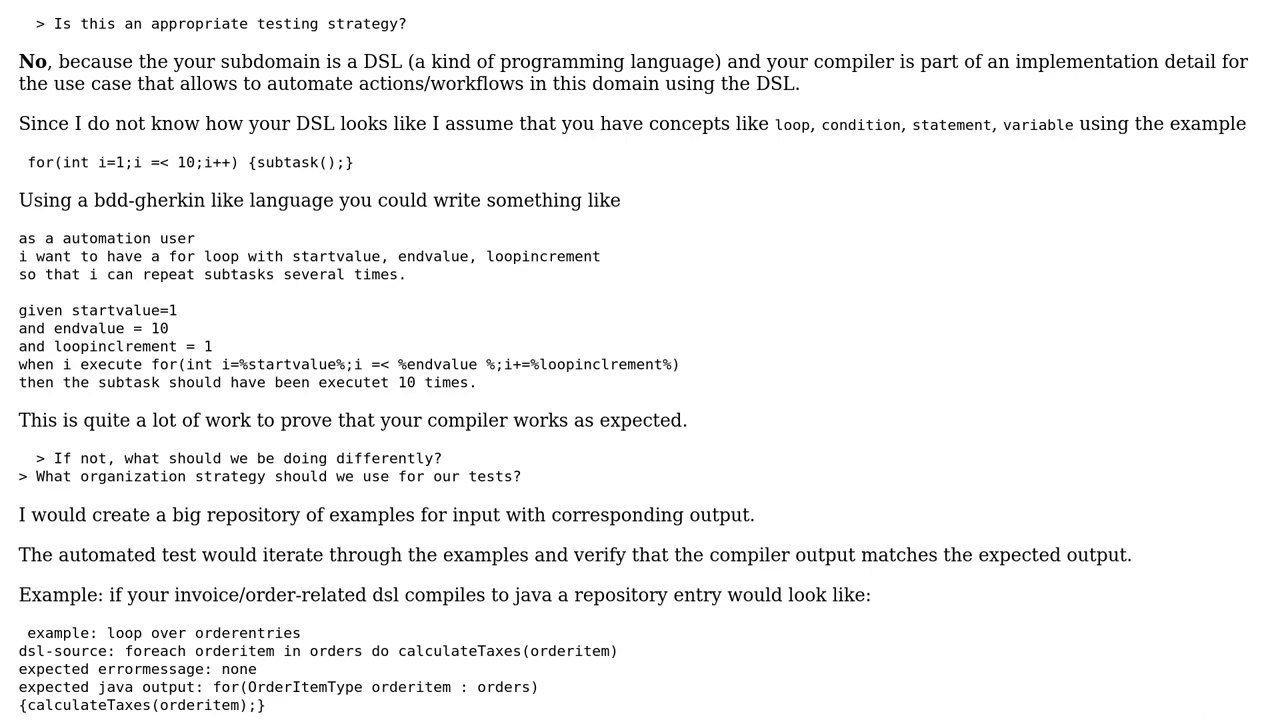 > Is this an appropriate testing strategy?
No, because the your subdomain is a DSL (a kind of programming language) and your compiler is part of an implementation detail for
the use case that allows to automate actions/workflows in this domain using the DSL.
Since I do not know how your DSL looks like I assume that you have concepts like loop, condition, statement, variable using the example
for(int i=1;i =< 10;i++) {subtask();}
Using a bdd-gherkin like language you could write something like
as a automation user
i want to have a for loop with startvalue, endvalue, loopincrement
so that i can repeat subtasks several times.
given startvalue=1
and endvalue = 10
and loopinclrement = 1
when i execute for(int i=%startvalue%;i =< %endvalue %;i+=%loopinclrement%)
then the subtask should have been executet 10 times.
This is quite a lot of work to prove that your compiler works as expected.
> If not, what should we be doing differently?
> What organization strategy should we use for our tests?
I would create a big repository of examples for input with corresponding output.
The automated test would iterate through the examples and verify that the compiler output matches the expected output.
Example: if your invoice/order-related dsl compiles to java a repository entry would look like:
example: loop over orderentries
dsl-source: foreach orderitem in orders do calculateTaxes(orderitem)
expected errormessage: none
expected java output: for(OrderItemType orderitem : orders)
{calculateTaxes(orderitem);}